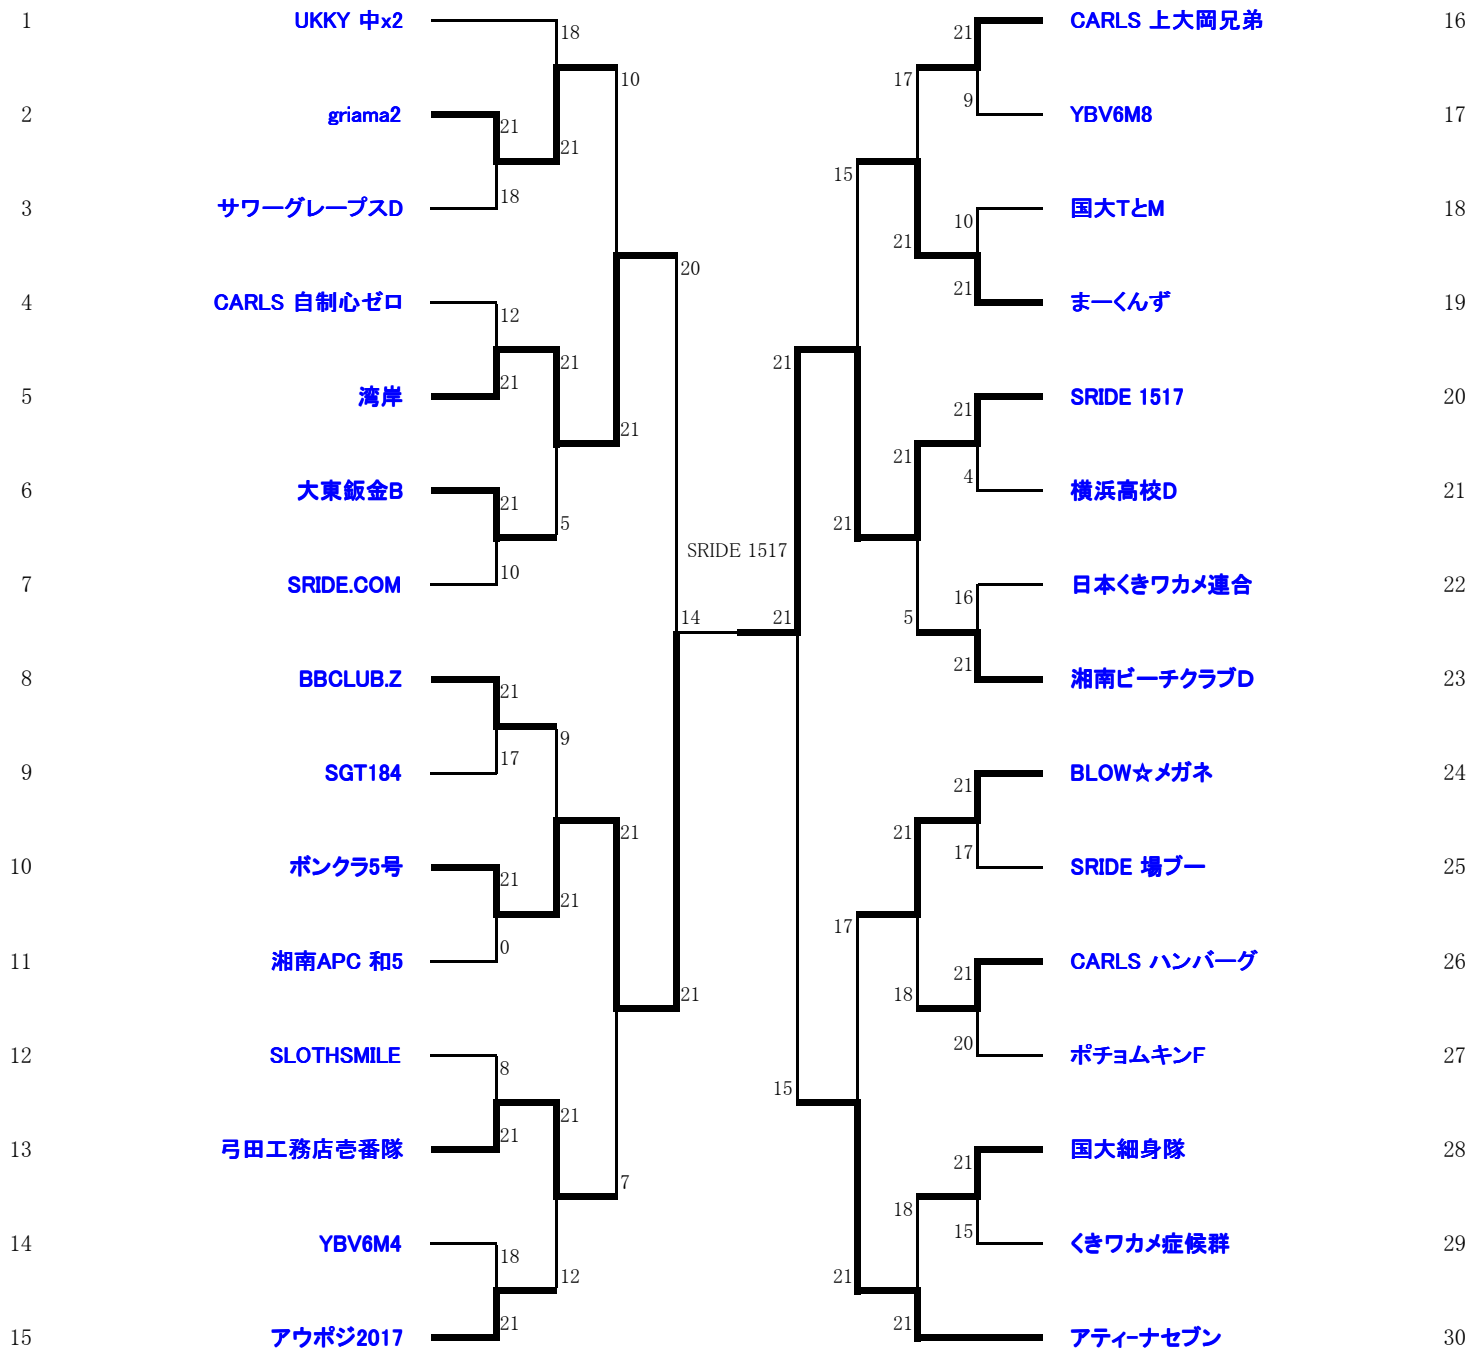 1 UKKY 中x2 18 21 CARLS 上大岡兄弟 16
10 17
2 griama2 21 21 9 YBV6M8 17
18 15
3 サワーグレープスD 国大TとM 18
10 21
20
4 CARLS 自制心ゼロ 12 21 まーくんず 19
21 21
5 湾岸 21 21 SRIDE 1517 20
21 21
6 大東鈑金B 21 5 4 横浜高校D 21
21
SRIDE 1517
7 SRIDE.COM 10 16 日本くきワカメ連合 22
14 21 5
8 BBCLUB.Z 21 21 湘南ビーチクラブD 23
9
9 SGT184 17 21 BLOW☆メガネ 24
21 21
10 ボンクラ5号 21 17 SRIDE 場ブー 25
21 17
11 湘南APC 和5 0 21 CARLS ハンバーグ 26
21 18
12 SLOTHSMILE 8 20 ポチョムキンF 27
15
21
13 弓田工務店壱番隊 21 21 国大細身隊 28
7 18
14 YBV6M4 18 15 くきワカメ症候群 29
12 21
15 アウポジ2017 21 21 アティーナセブン 30